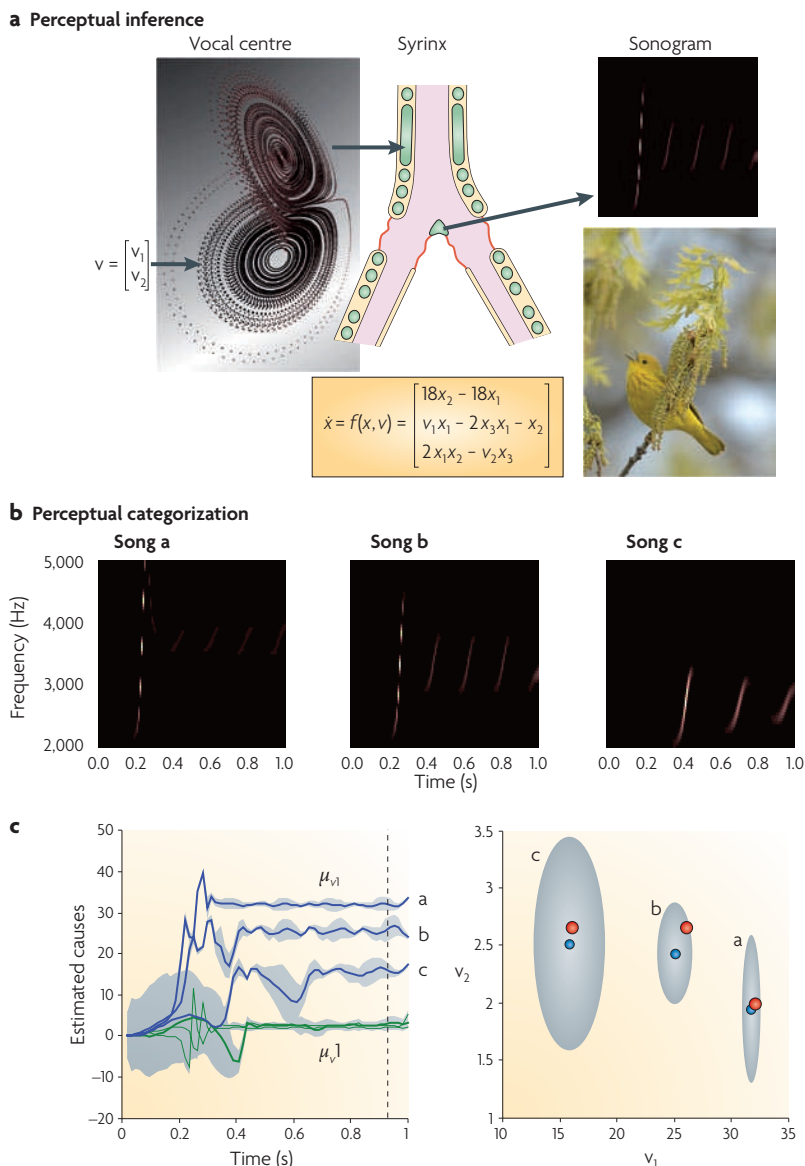 a Perceptual inference
Vocal centre
Syrinx
Sonogram
v = [v₁ v₂]
ẋ = f(x, v) =
18x₂ – 18x₁
v₁x₁ – 2x₃x₁ – x₂
2x₁x₂ – v₂x₃
b Perceptual categorization
Song a
Song b
Song c
Frequency (Hz)
5,000
4,000
3,000
2,000
0.0 0.2 0.4 0.6 0.8 1.0
0.0 0.2 0.4 0.6 0.8 1.0
0.0 0.2 0.4 0.6 0.8 1.0
Time (s)
c
Estimated causes
50
40
30
20
10
0
–10
–20
μᵥ₁
a
b
c
μᵥ1
0 0.2 0.4 0.6 0.8 1
Time (s)
v₂
3.5
3
2.5
2
1.5
1
c
b
a
10 15 20 25 30 35
v₁